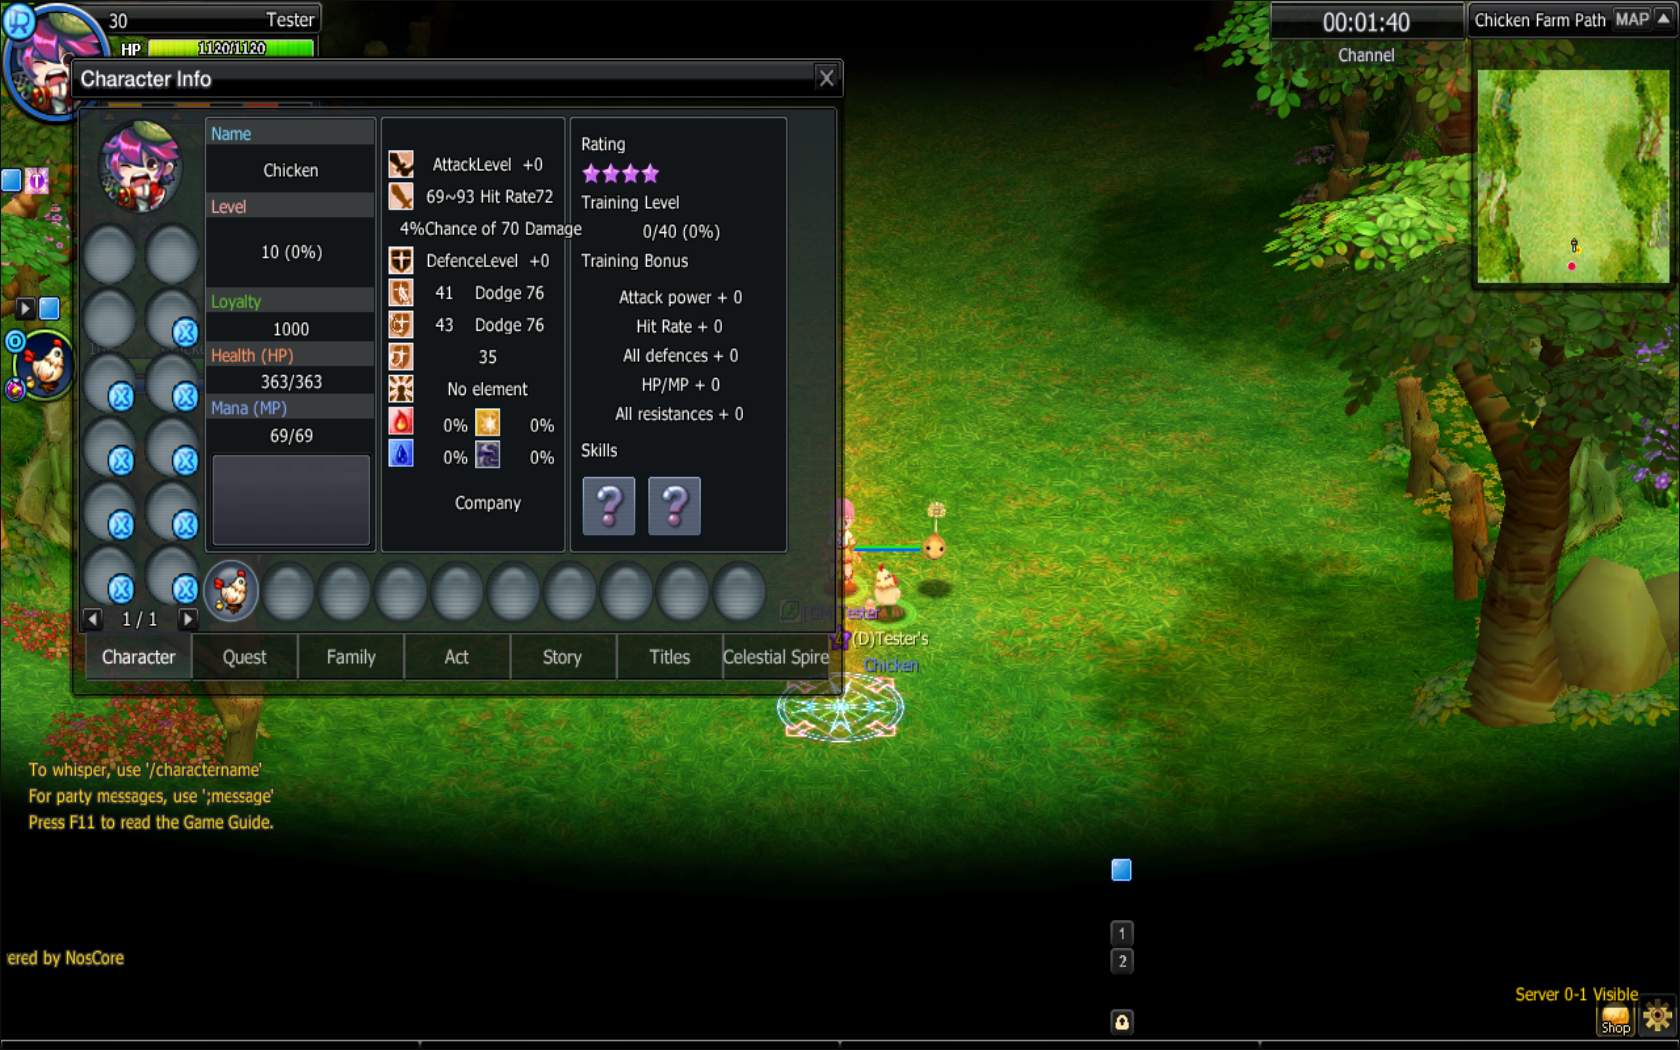 30 Tester
HP 1120/1120
00:01:40
Channel
Chicken Farm Path MAP
Character Info
Name
Chicken
Level
10 (0%)
Loyalty
1000
Health (HP)
363/363
Mana (MP)
69/69
AttackLevel +0
69~93 Hit Rate72
4%Chance of 70 Damage
DefenceLevel +0
41 Dodge 76
43 Dodge 76
35
No element
0% 0%
0% 0%
Company
Rating
Training Level
0/40 (0%)
Training Bonus
Attack power + 0
Hit Rate + 0
All defences + 0
HP/MP + 0
All resistances + 0
Skills
? ?
1 / 1
Character Quest Family Act Story Titles Celestial Spire
Tester
(D)Tester's
Chicken
To whisper, use '/charactername'
For party messages, use ';message'
Press F11 to read the Game Guide.
1
2
ered by NosCore
Server 0-1 Visible
Shop